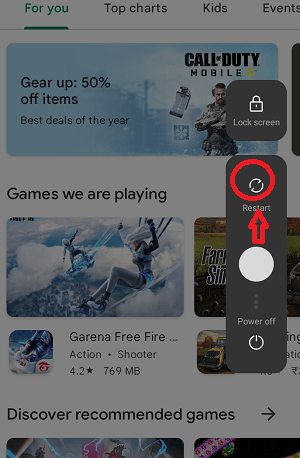 For you Top charts Kids Events
CALL OF DUTY
MOBILE
Gear up: 50%
off items
Best deals of the year
Lock screen
Restart
Games we are playing
Power off
Garena Free Fire ...
Action • Shooter
4.2★ 769 MB
Discover recommended games →